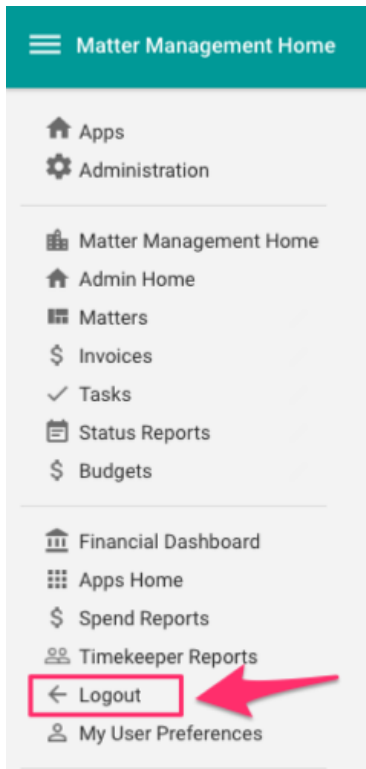 Matter Management Home
Apps
Administration
Matter Management Home
Admin Home
Matters
$ Invoices
Tasks
Status Reports
$ Budgets
Financial Dashboard
Apps Home
$ Spend Reports
Timekeeper Reports
Logout
My User Preferences